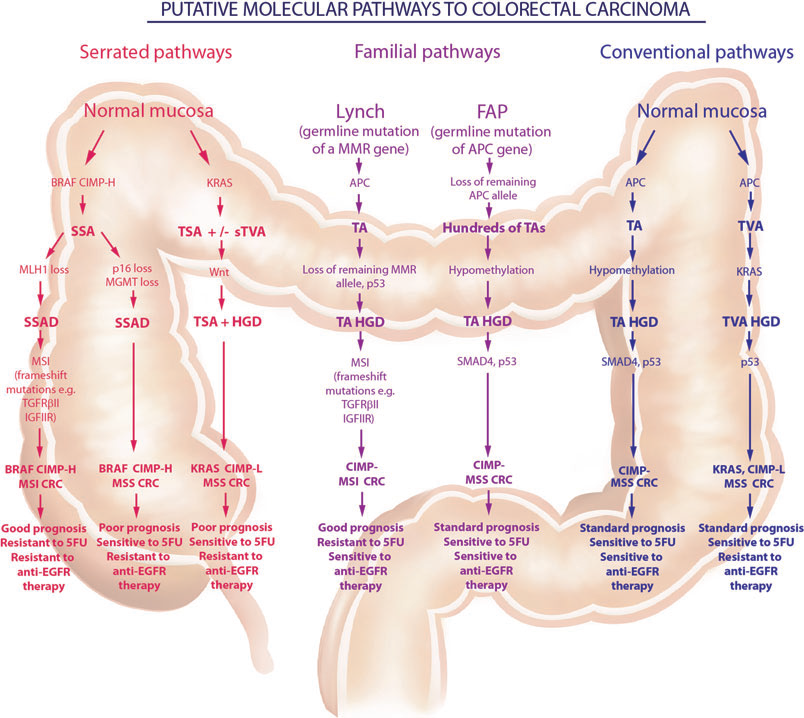 PUTATIVE MOLECULAR PATHWAYS TO COLORECTAL CARCINOMA
Serrated pathways
Normal mucosa
BRAF CIMP-H
SSA
MLH1 loss
SSAD
MSI
(frameshift
mutations e.g.
TGFRβII
IGFIIR)
BRAF CIMP-H
MSI CRC
Good prognosis
Resistant to 5FU
Resistant to
anti-EGFR
therapy
p16 loss
MGMT loss
SSAD
BRAF CIMP-H
MSS CRC
Poor prognosis
Sensitive to 5FU
Resistant to
anti-EGFR
therapy
KRAS
TSA +/- sTVA
Wnt
TSA + HGD
KRAS CIMP-L
MSS CRC
Poor prognosis
Sensitive to 5FU
Resistant to
anti-EGFR
therapy
Familial pathways
Lynch
(germline mutation
of a MMR gene)
APC
TA
Loss of remaining MMR
allele, p53
TA HGD
MSI
(frameshift
mutations e.g.
TGFRβII
IGFIIR)
CIMP-
MSI CRC
Good prognosis
Resistant to 5FU
Sensitive to
anti-EGFR
therapy
FAP
(germline mutation
of APC gene)
Loss of remaining
APC allele
Hundreds of TAs
Hypomethylation
TA HGD
SMAD4, p53
CIMP-
MSS CRC
Standard prognosis
Sensitive to 5FU
Sensitive to
anti-EGFR
therapy
Conventional pathways
Normal mucosa
APC
TA
Hypomethylation
TA HGD
SMAD4, p53
CIMP-
MSS CRC
Standard prognosis
Sensitive to 5FU
Sensitive to
anti-EGFR
therapy
APC
TVA
KRAS
TVA HGD
p53
KRAS, CIMP-L
MSS CRC
Standard prognosis
Sensitive to 5FU
Resistant to
anti-EGFR
therapy